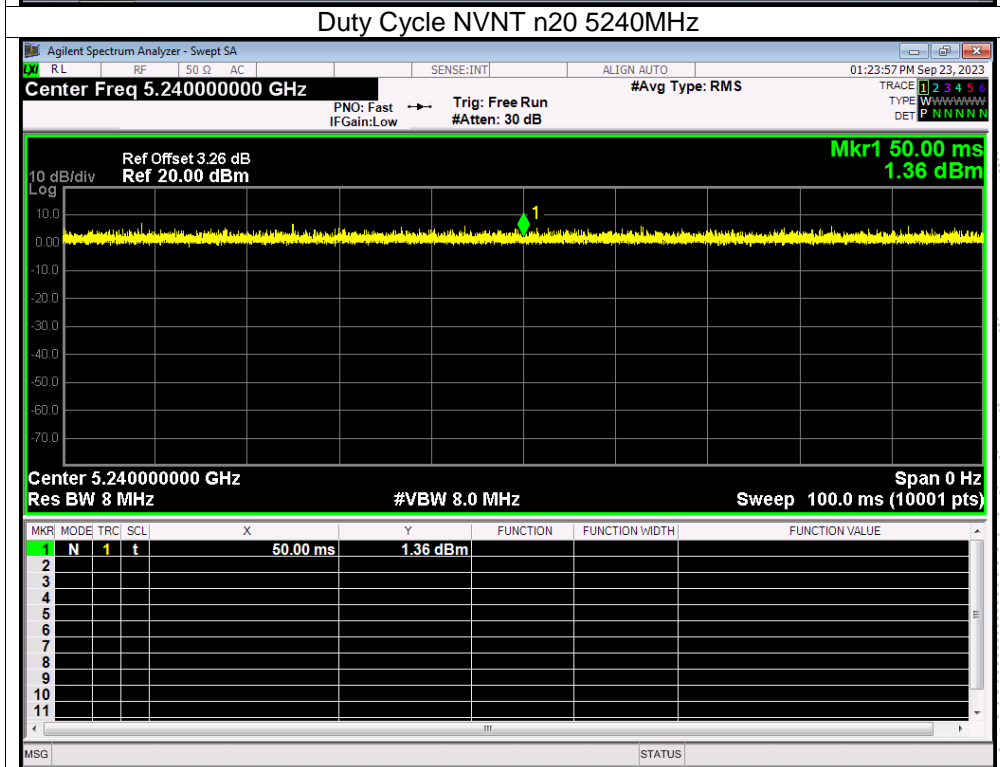 Duty Cycle NVNT n20 5240MHz
Agilent Spectrum Analyzer - Swept SA
LXI RL RF 50 Ω AC SENSE:INT ALIGN AUTO 01:23:57 PM Sep 23, 2023
Center Freq 5.240000000 GHz #Avg Type: RMS TRACE 1 2 3 4 5 6
PNO: Fast Trig: Free Run TYPE WWWWWW
IFGain:Low #Atten: 30 dB DET P N N N N N
Mkr1 50.00 ms
Ref Offset 3.26 dB
10 dB/div Ref 20.00 dBm 1.36 dBm
Log
10.0
1
0.00
-10.0
-20.0
-30.0
-40.0
-50.0
-60.0
-70.0
Center 5.240000000 GHz Span 0 Hz
Res BW 8 MHz #VBW 8.0 MHz Sweep 100.0 ms (10001 pts)
MKR MODE TRC SCL X Y FUNCTION FUNCTION WIDTH FUNCTION VALUE
1 N 1 t 50.00 ms 1.36 dBm
2
3
4
5
6
7
8
9
10
11
MSG STATUS